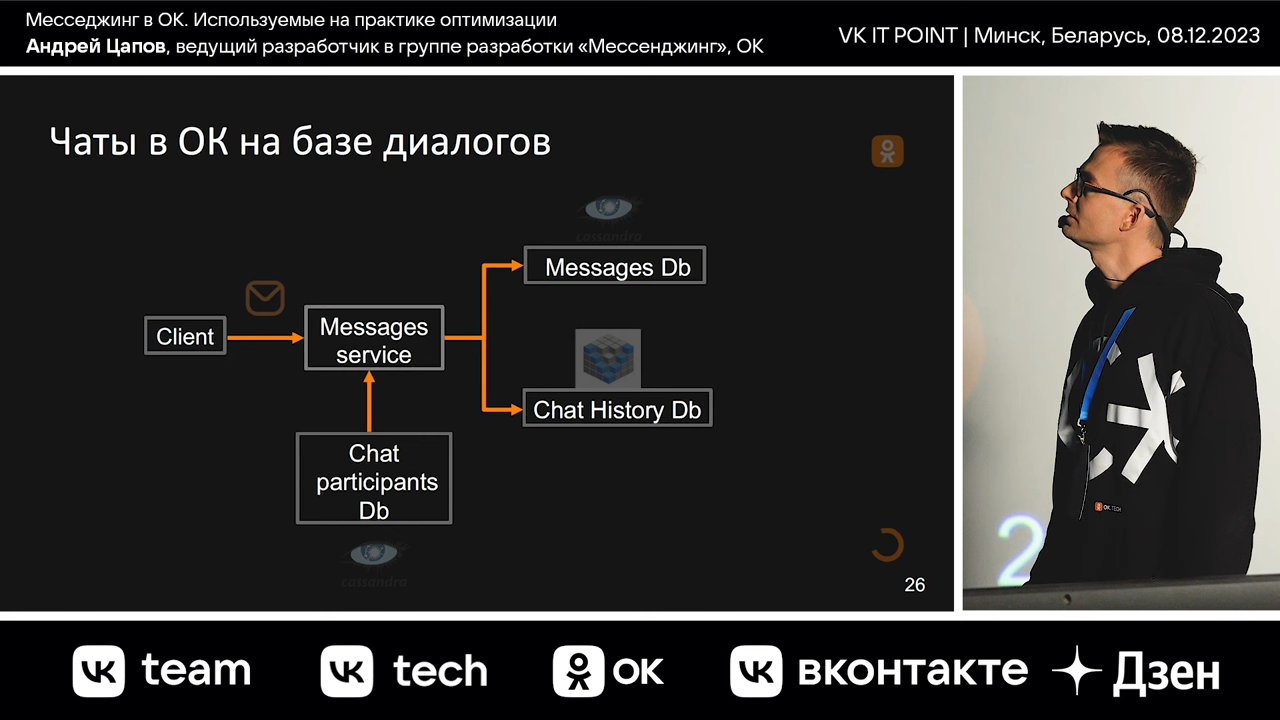 Месседжинг в ОК. Используемые на практике оптимизации
Андрей Цапов, ведущий разработчик в группе разработки «Мессенджинг», ОК
VK IT POINT | Минск, Беларусь, 08.12.2023
Чаты в ОК на базе диалогов
cassandra
Messages Db
Client
Messages
service
Chat History Db
Chat
participants
Db
cassandra
26
2
OK.TECH
team
tech
ОК
вконтакте
Дзен